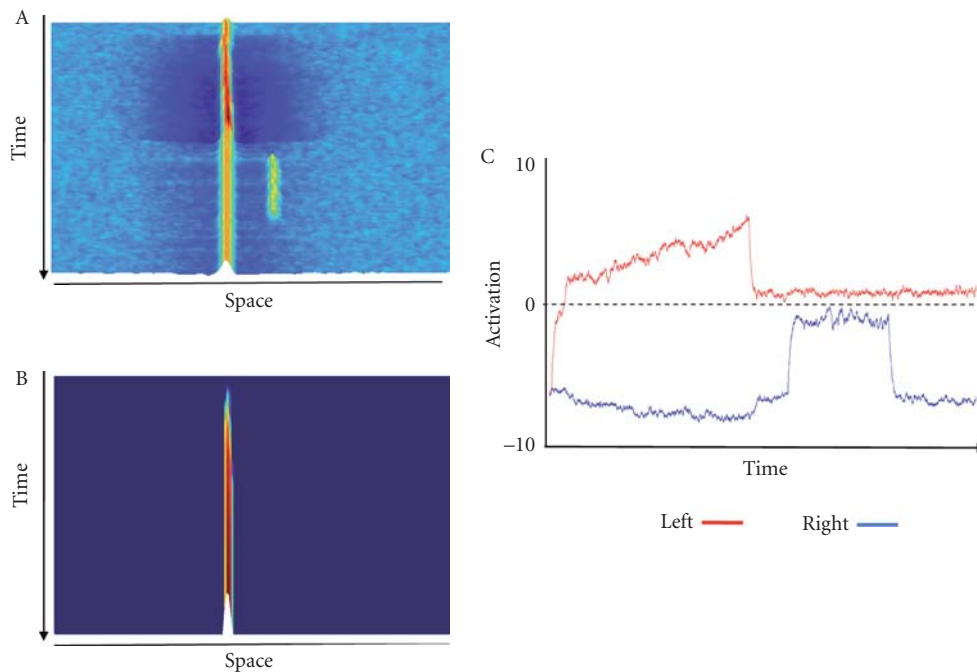 A
Time
Space
B
Time
Space
C
10
Activation
0
–10
Time
Left
Right